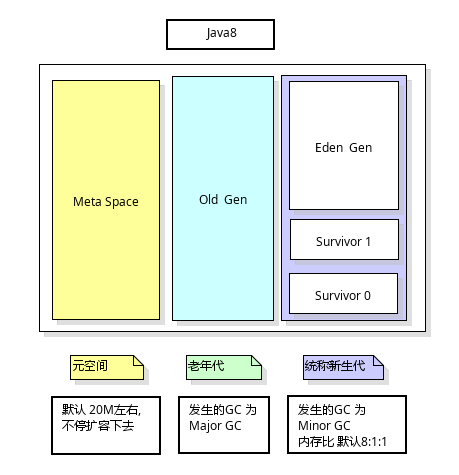 Java8
Meta Space
Old Gen
Eden Gen
Survivor 1
Survivor 0
元空间
老年代
统称新生代
默认 20M左右,
不停扩容下去
发生的GC 为
Major GC
发生的GC 为
Minor GC
内存比 默认8:1:1